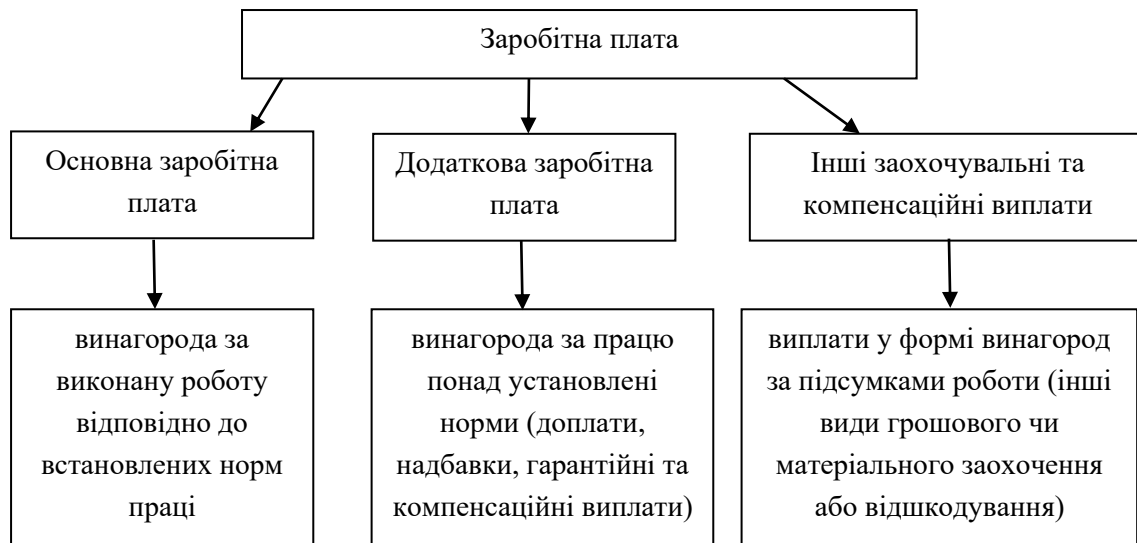 Заробітна плата
Основна заробітна
плата
Додаткова заробітна
плата
Інші заохочувальні та
компенсаційні виплати
винагорода за
виконану роботу
відповідно до
встановлених норм
праці
винагорода за працю
понад установлені
норми (доплати,
надбавки, гарантійні та
компенсаційні виплати)
виплати у формі винагород
за підсумками роботи (інші
види грошового чи
матеріального заохочення
або відшкодування)